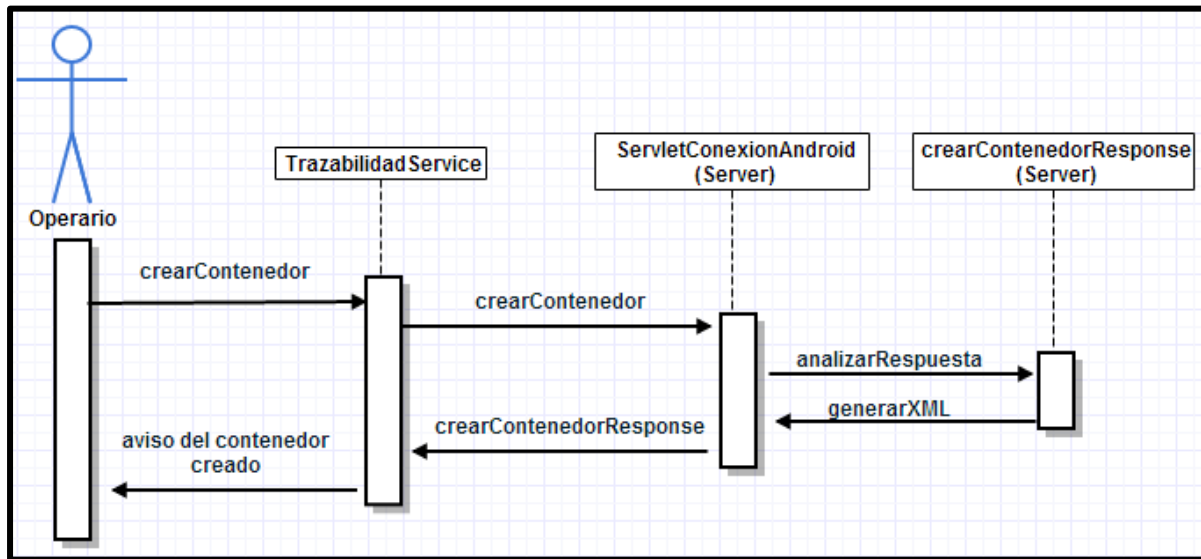 Operario
TrazabilidadService
ServletConexionAndroid
(Server)
crearContenedorResponse
(Server)
crearContenedor
crearContenedor
analizarRespuesta
generarXML
crearContenedorResponse
aviso del contenedor
creado